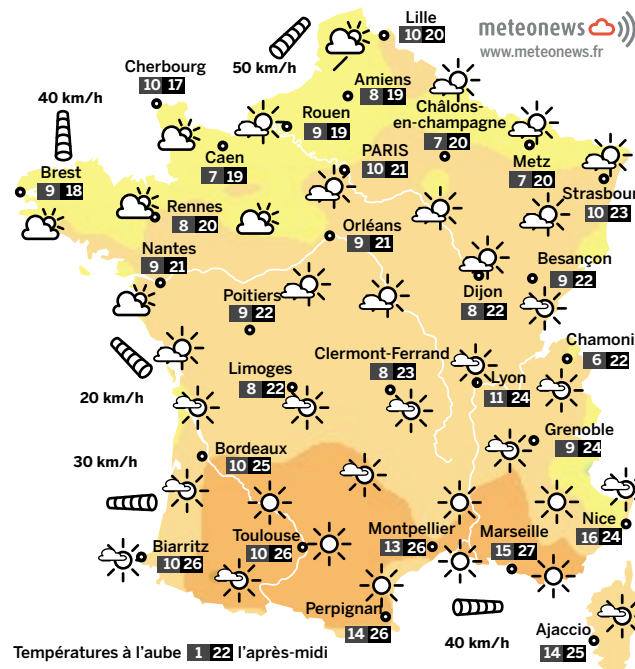 meteonews
www.meteonews.fr
Lille
10 20
50 km/h
Cherbourg
10 17
Amiens
8 19
40 km/h
Rouen
9 19
Châlons-
en-champagne
7 20
Caen
7 19
PARIS
10 21
Metz
7 20
Brest
9 18
Strasbour
10 23
Rennes
8 20
Orléans
9 21
Nantes
9 21
Besançon
9 22
Dijon
8 22
Poitiers
9 22
Chamoni
6 22
Clermont-Ferrand
8 23
Limoges
8 22
Lyon
11 24
20 km/h
Grenoble
9 24
Bordeaux
10 25
30 km/h
Nice
16 24
Toulouse
10 26
Montpellier
13 26
Marseille
15 27
Biarritz
10 26
Perpignan
14 26
40 km/h
Ajaccio
14 25
Températures à l'aube 1 22 l'après-midi